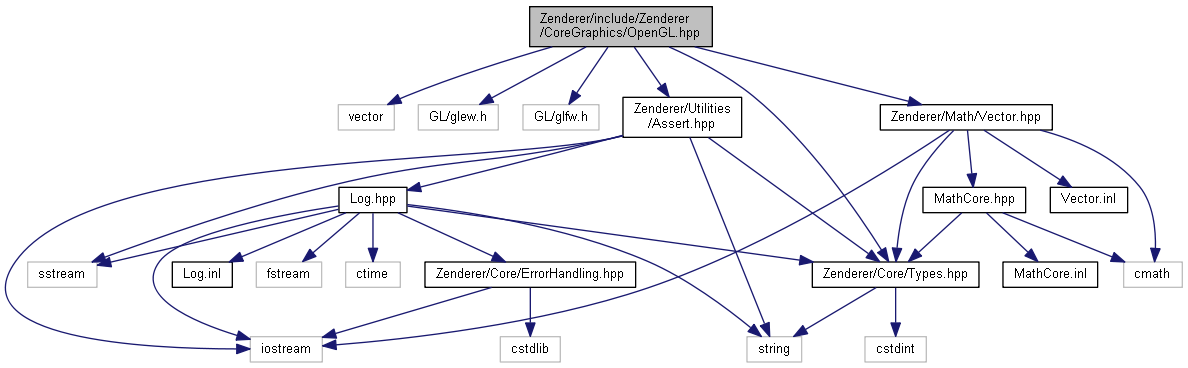 Zenderer/include/Zenderer
/CoreGraphics/OpenGL.hpp
vector
GL/glew.h
GL/glfw.h
Zenderer/Utilities
/Assert.hpp
Zenderer/Math/Vector.hpp
Log.hpp
MathCore.hpp
Vector.inl
sstream
Log.inl
fstream
ctime
Zenderer/Core/ErrorHandling.hpp
Zenderer/Core/Types.hpp
MathCore.inl
cmath
iostream
cstdlib
string
cstdint